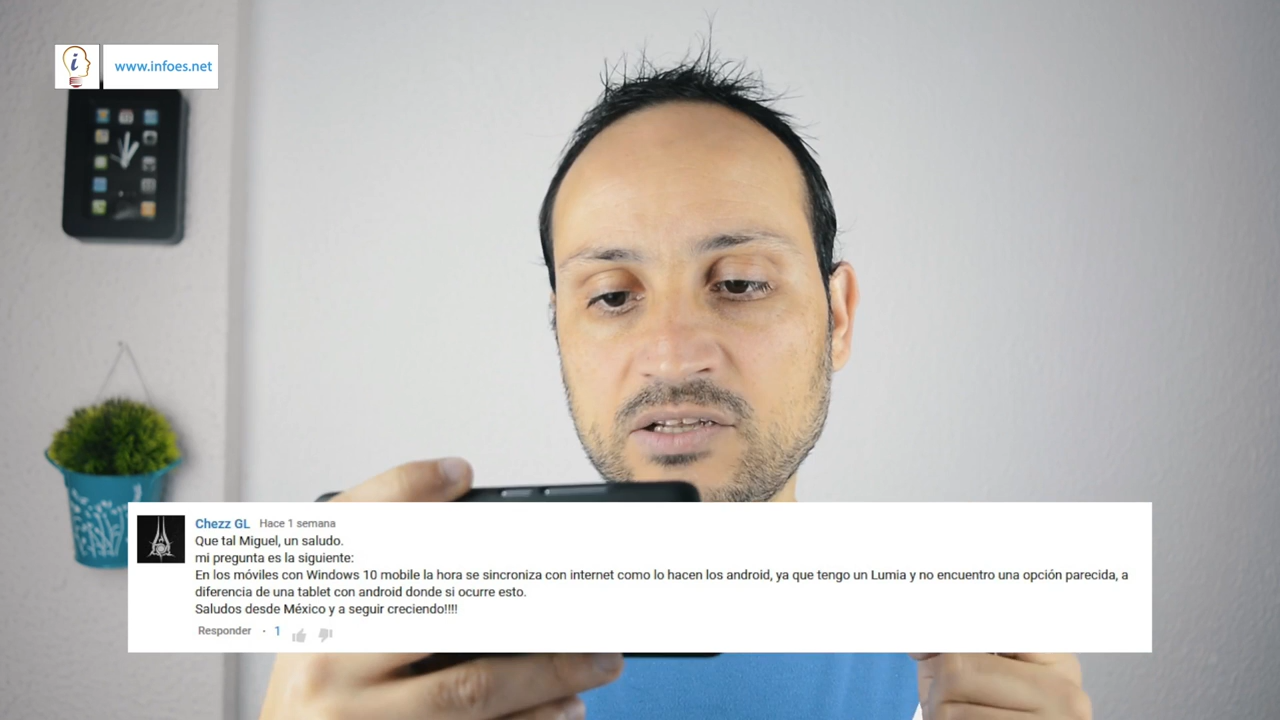 i
www.infoes.net
Chezz GL Hace 1 semana
Que tal Miguel, un saludo.
mi pregunta es la siguiente:
En los móviles con Windows 10 mobile la hora se sincroniza con internet como lo hacen los android, ya que tengo un Lumia y no encuentro una opción parecida, a
diferencia de una tablet con android donde si ocurre esto.
Saludos desde México y a seguir creciendo!!!!
Responder · 1